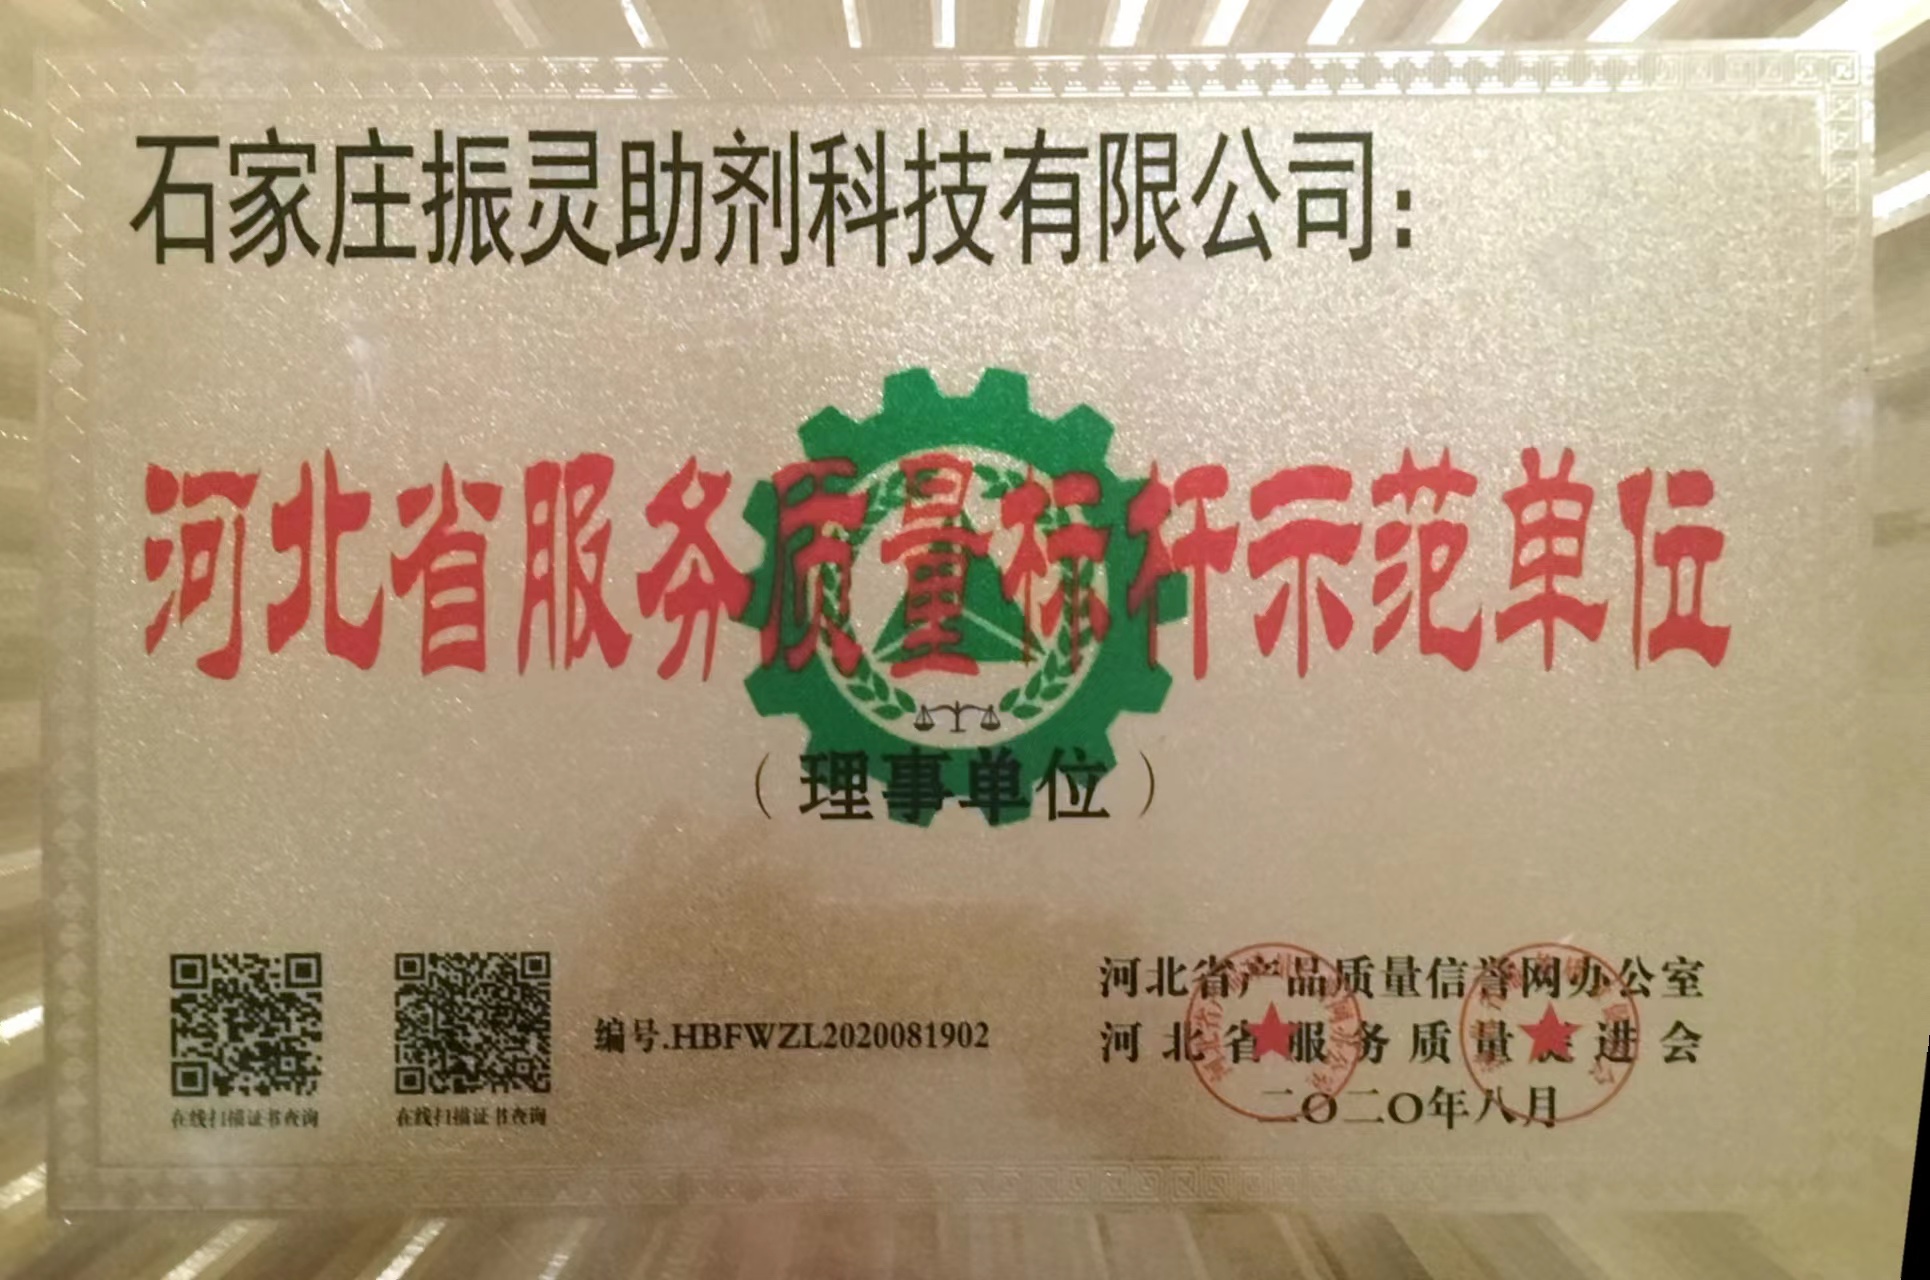 石家庄振灵助剂科技有限公司：
河北省服务质量标杆示范单位
（理事单位）
在线扫描证书查询
在线扫描证书查询
编号.HBFWZL2020081902
河北省产品质量信誉网办公室
河北省服务质量促进会
二〇二〇年八月